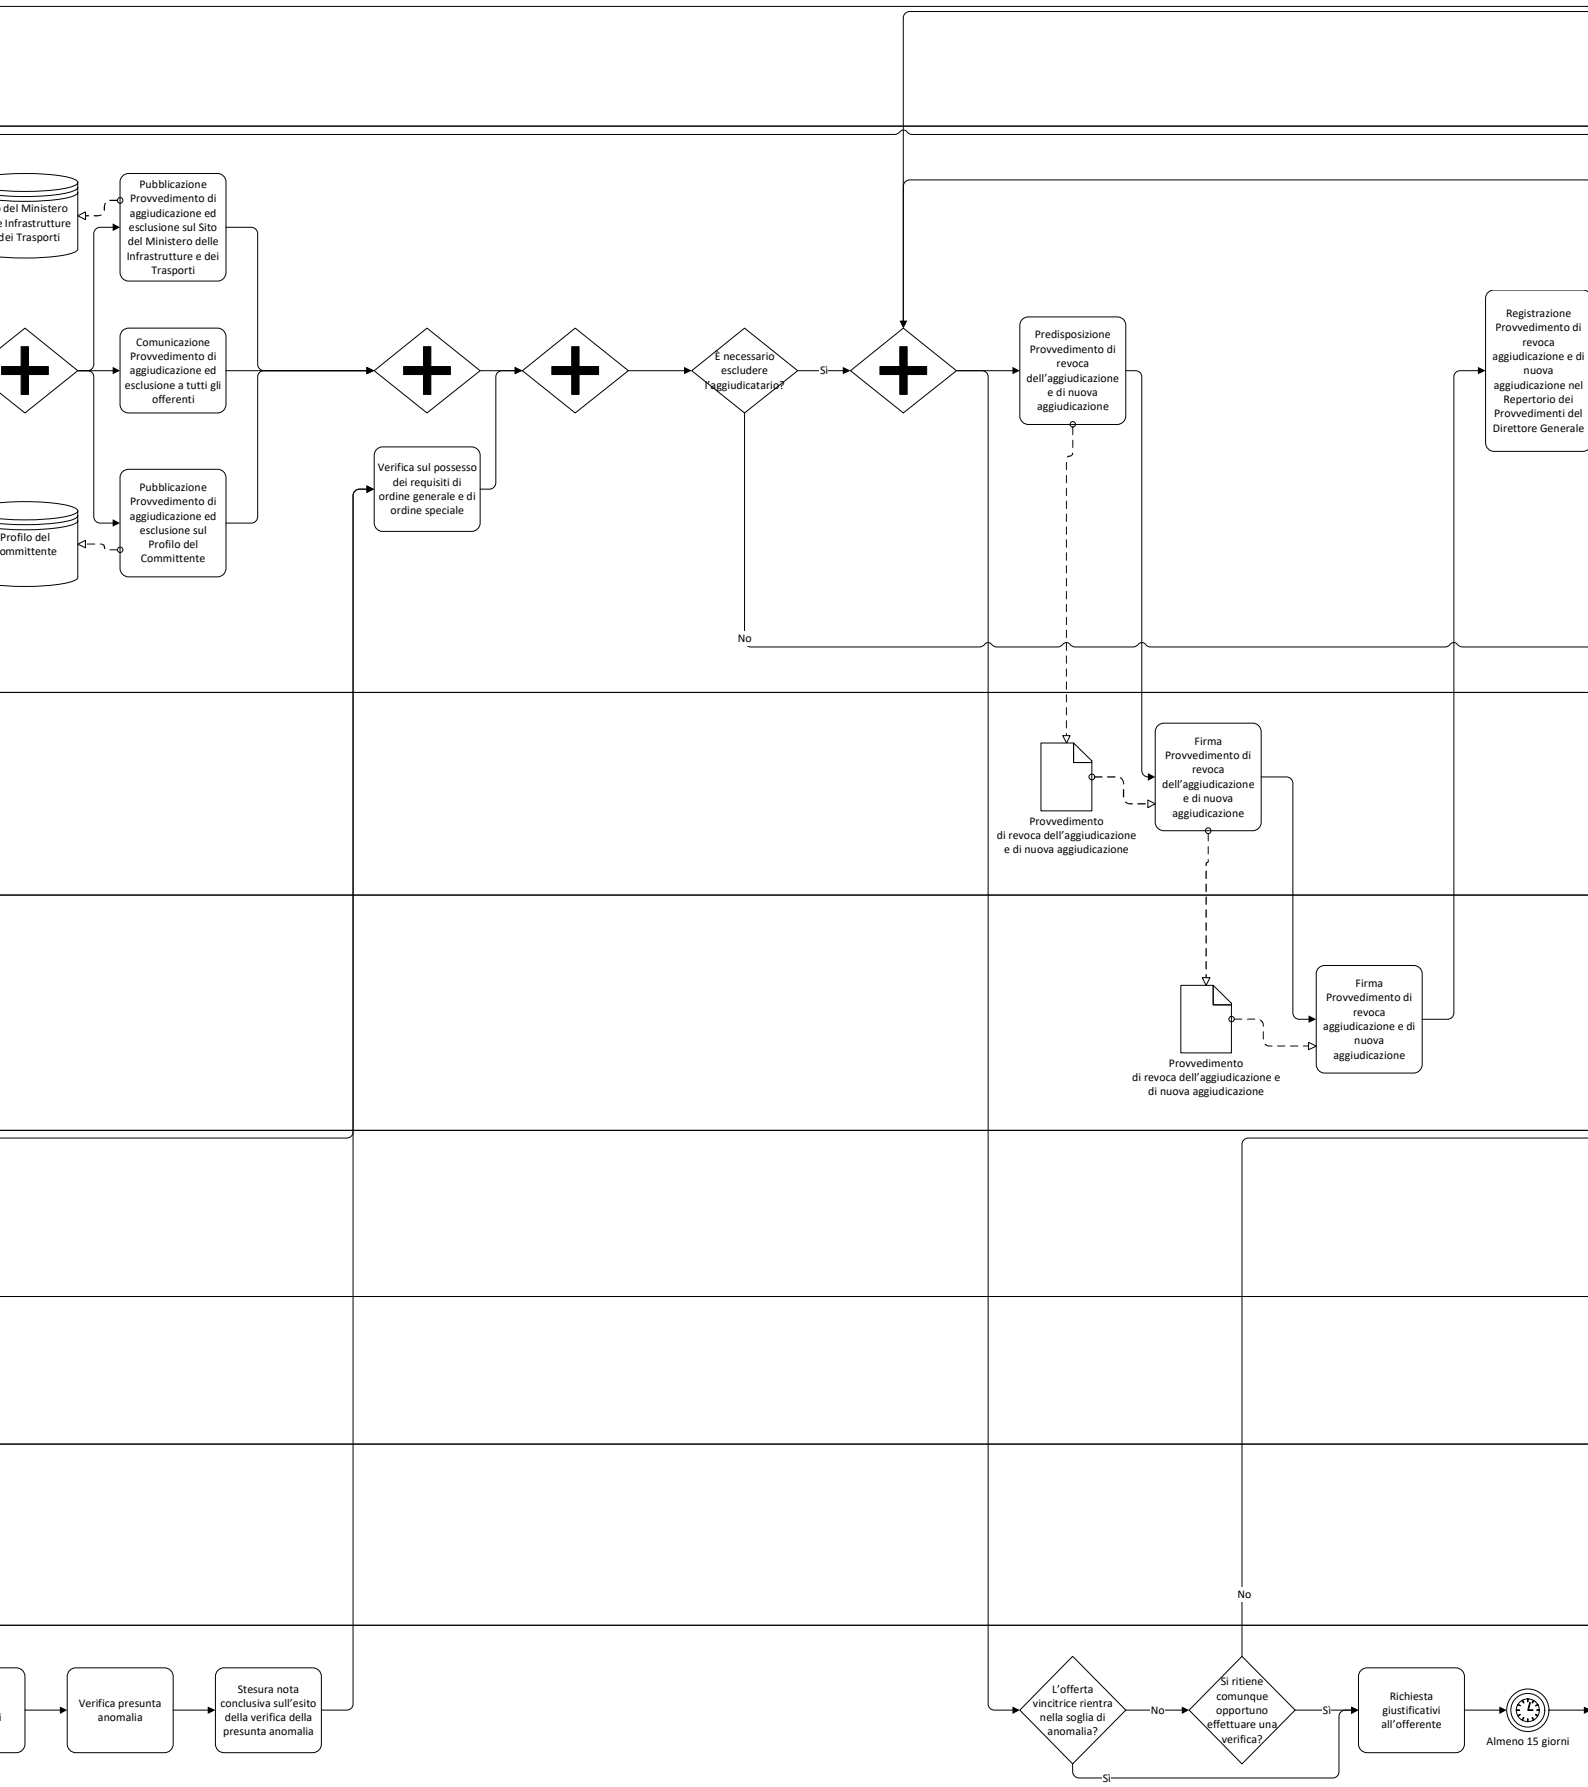 del Ministero
e Infrastrutture
dei Trasporti
Pubblicazione
Provvedimento di
aggiudicazione ed
esclusione sul Sito
del Ministero delle
Infrastrutture e dei
Trasporti
Comunicazione
Provvedimento di
aggiudicazione ed
esclusione a tutti gli
offerenti
Pubblicazione
Provvedimento di
aggiudicazione ed
esclusione sul
Profilo del
Committente
Profilo del
ommittente
Verifica sul possesso
dei requisiti di
ordine generale e di
ordine speciale
È necessario
escludere
l'aggiudicatario?
Sì
No
Predisposizione
Provvedimento di
revoca
dell'aggiudicazione
e di nuova
aggiudicazione
Registrazione
Provvedimento di
revoca
aggiudicazione e di
nuova
aggiudicazione nel
Repertorio dei
Provvedimenti del
Direttore Generale
Provvedimento
di revoca dell'aggiudicazione
e di nuova aggiudicazione
Firma
Provvedimento di
revoca
dell'aggiudicazione
e di nuova
aggiudicazione
Provvedimento
di revoca dell'aggiudicazione e
di nuova aggiudicazione
Firma
Provvedimento di
revoca
aggiudicazione e di
nuova
aggiudicazione
No
i
Verifica presunta
anomalia
Stesura nota
conclusiva sull'esito
della verifica della
presunta anomalia
L'offerta
vincitrice rientra
nella soglia di
anomalia?
No
Sì
Si ritiene
comunque
opportuno
effettuare una
verifica?
Sì
Richiesta
giustificativi
all'offerente
Almeno 15 giorni